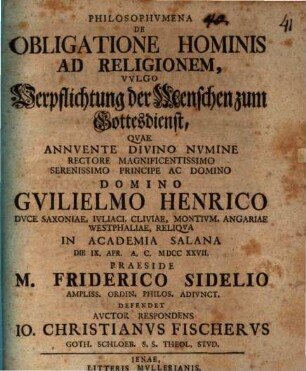 41
PHILOSOPHVMENA
DE
OBLIGATIONE HOMINIS
AD RELIGIONEM,
VVLGO
Verpflichtung der Menschen zum
Gottesdienst,
QVAE
ANNVENTE DIVINO NVMINE
RECTORE MAGNIFICENTISSIMO
SERENISSIMO PRINCIPE AC DOMINO
DOMINO
GVILIELMO HENRICO
DVCE SAXONIAE, IVLIACI, CLIVIAE, MONTIVM, ANGARIAE
WESTPHALIAE, RELIQVA
IN ACADEMIA SALANA
DIE IX. APR. A. C. MDCC XXVII.
PRAESIDE
M. FRIDERICO SIDELIO
AMPLISS. ORDIN. PHILOS. ADIVNCT.
DEFENDET
AVCTOR RESPONDENS
IO. CHRISTIANVS FISCHERVS
GOTH. SCHLOEB. S. S. THEOL. STVD.
IENAE,
LITTERIS MVLLERIANIS.